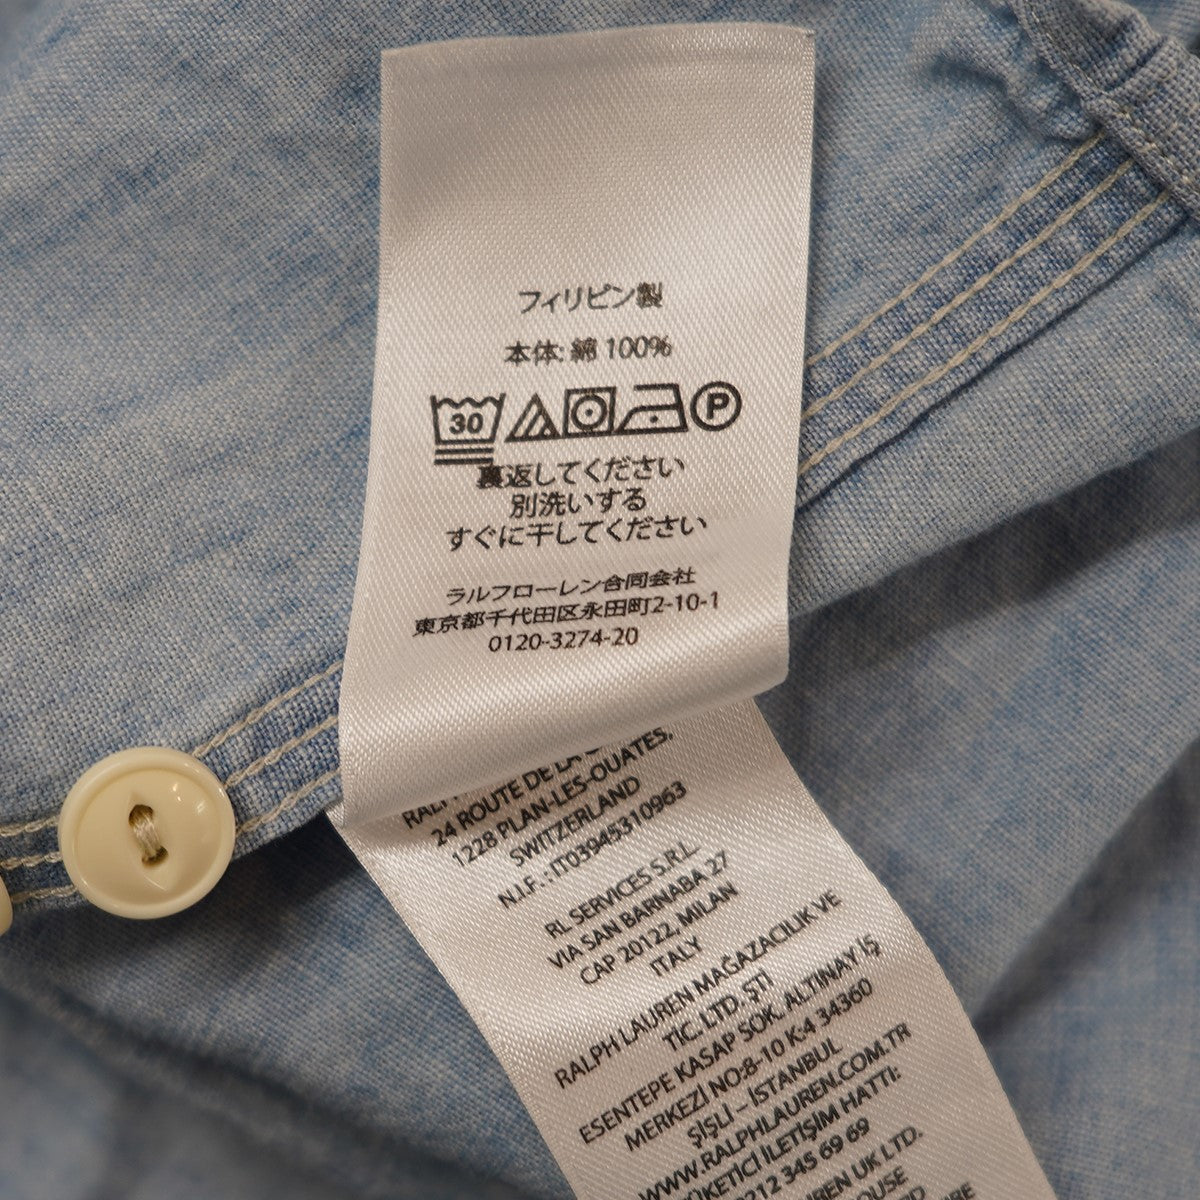 フィリピン製
本体: 綿 100%
30 P
裏返してください
別洗いする
すぐに干してください
ラルフローレン合同会社
東京都千代田区永田町2-10-1
0120-3274-20
24 ROUTE DE LA
1228 PLAN-LES-OUATES,
SWITZERLAND
N.I.F.: IT03945310963
RL SERVICES S.R.L.
VIA SAN BARNABA 27
CAP 20122, MILAN
ITALY
RALPH LAUREN MAĞAZACILIK VE
TIC. LTD. ŞTİ
ESENTEPE KASAP SOK. ALTINAY İŞ
MERKEZİ NO:8-10 K:4 34360
ŞİŞLİ – İSTANBUL
WWW.RALPHLAUREN.COM.TR
İLETİŞİM HATTI:
212 345 69 69
UK LTD.